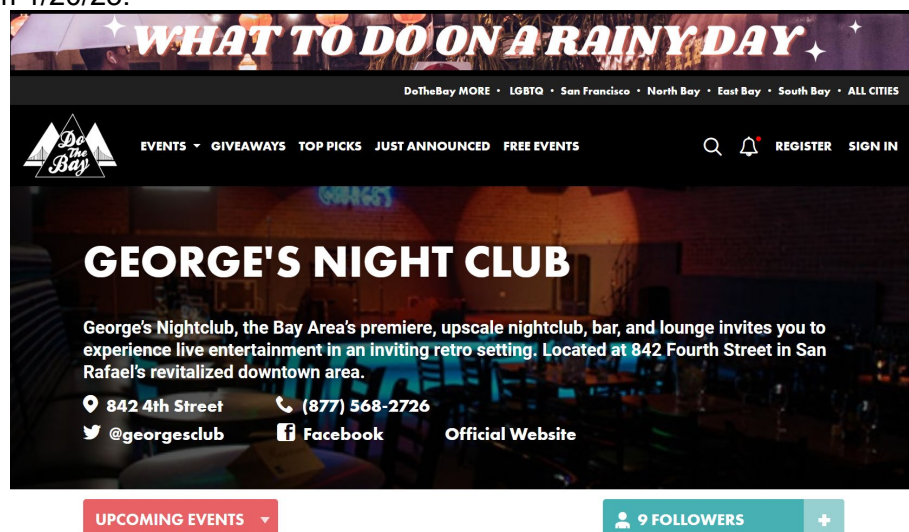 WHAT TO DO ON A RAINY DAY
DoTheBay MORE • LGBTQ • San Francisco • North Bay • East Bay • South Bay • ALL CITIES
Do The Bay
EVENTS GIVEAWAYS TOP PICKS JUST ANNOUNCED FREE EVENTS REGISTER SIGN IN
GEORGE'S NIGHT CLUB
George's Nightclub, the Bay Area's premiere, upscale nightclub, bar, and lounge invites you to
experience live entertainment in an inviting retro setting. Located at 842 Fourth Street in San
Rafael's revitalized downtown area.
842 4th Street (877) 568-2726
@georgesclub Facebook Official Website
UPCOMING EVENTS 9 FOLLOWERS +